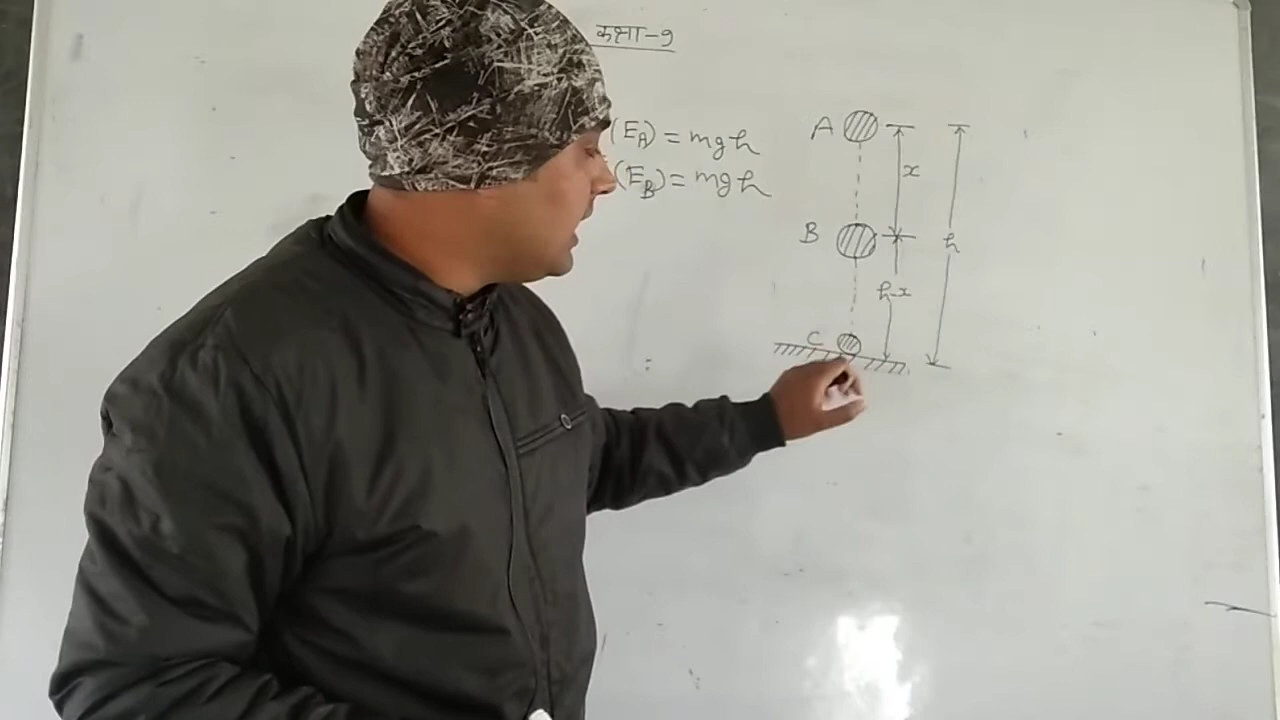 कक्षा-9
(E_A) = mgh
(E_B) = mgh
A
x
B
h
h-x
C